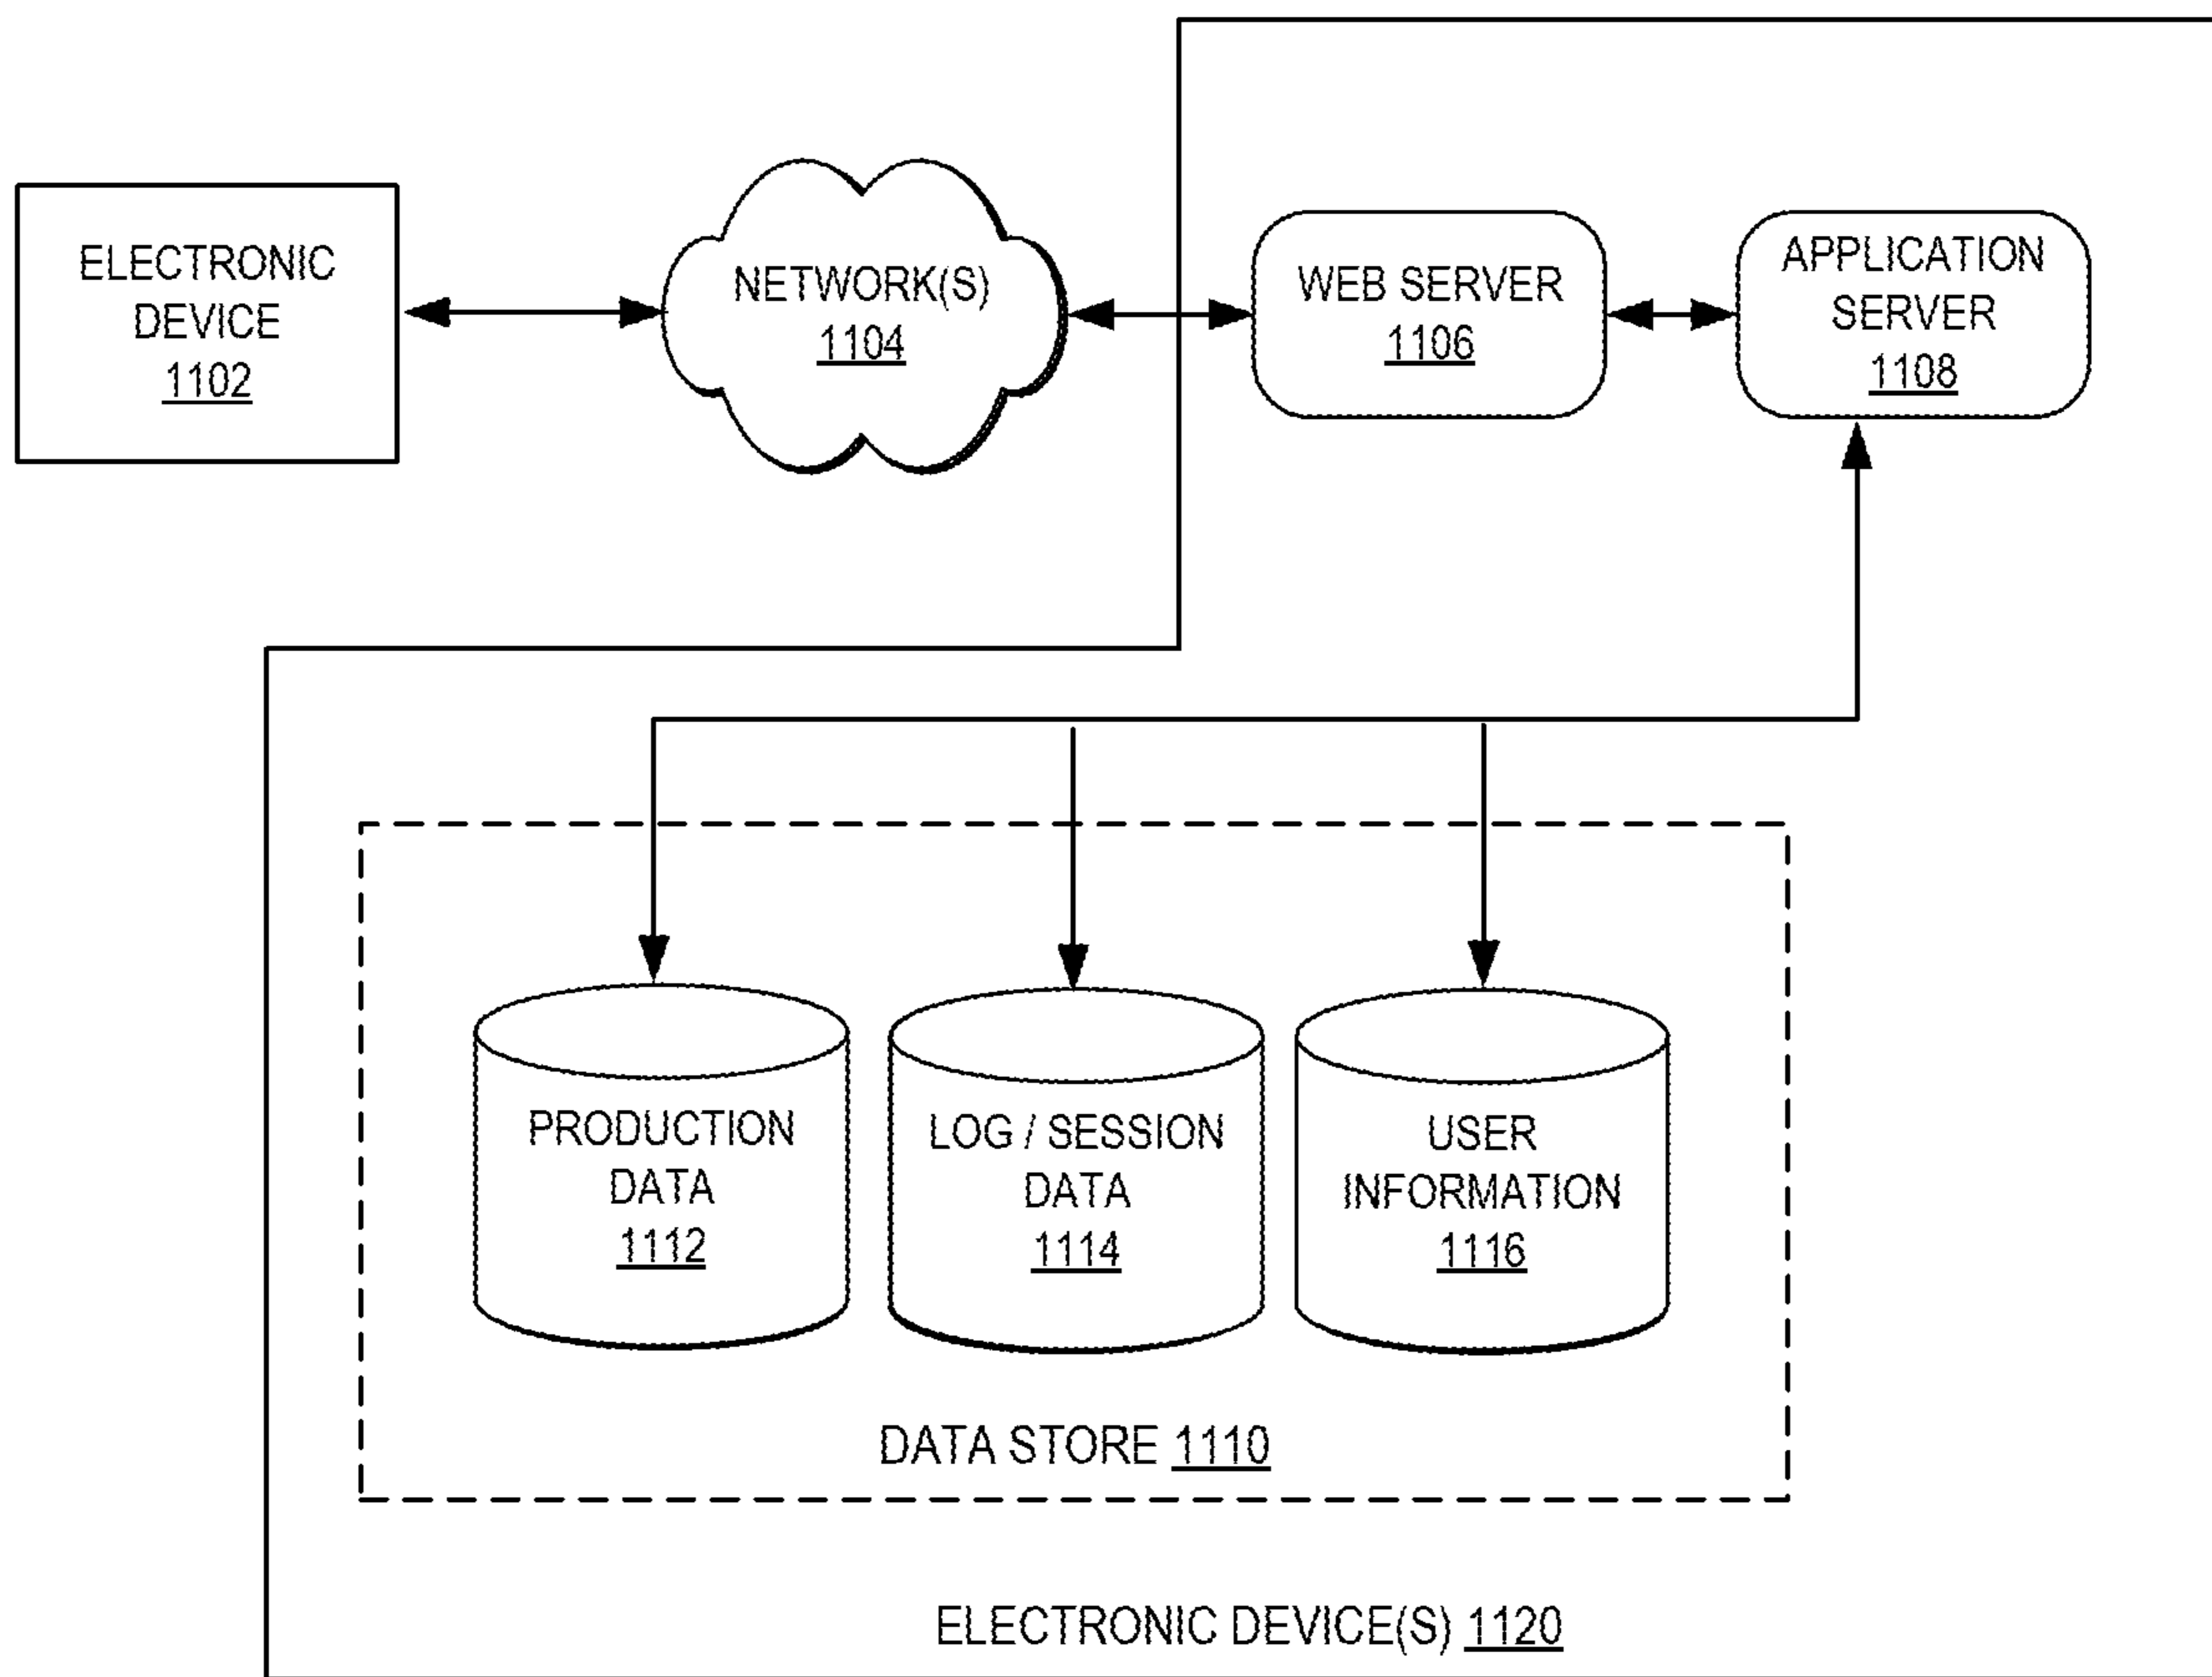 ELECTRONIC
DEVICE
1102
NETWORK(S)
1104
WEB SERVER
1106
APPLICATION
SERVER
1108
PRODUCTION
DATA
1112
LOG / SESSION
DATA
1114
USER
INFORMATION
1116
DATA STORE 1110
ELECTRONIC DEVICE(S) 1120